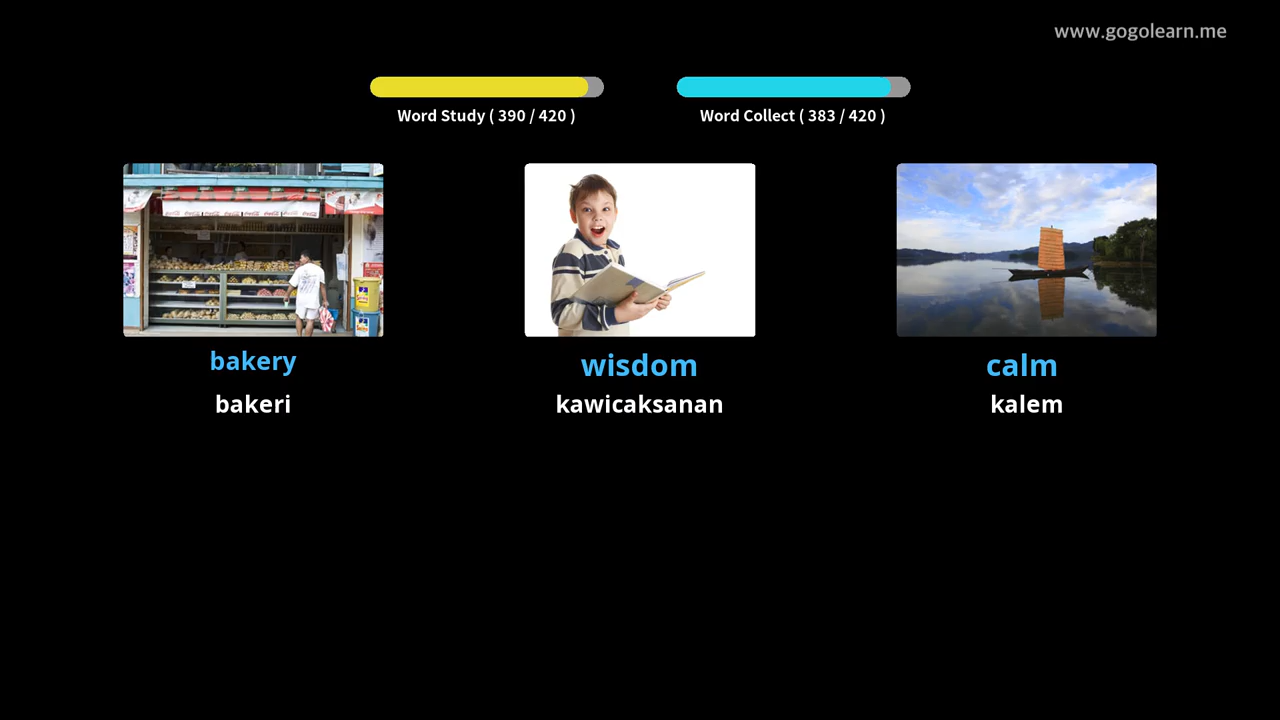 www.gogolearn.me
Word Study ( 390 / 420 )
Word Collect ( 383 / 420 )
bakery
bakeri
wisdom
kawicaksanan
calm
kalem